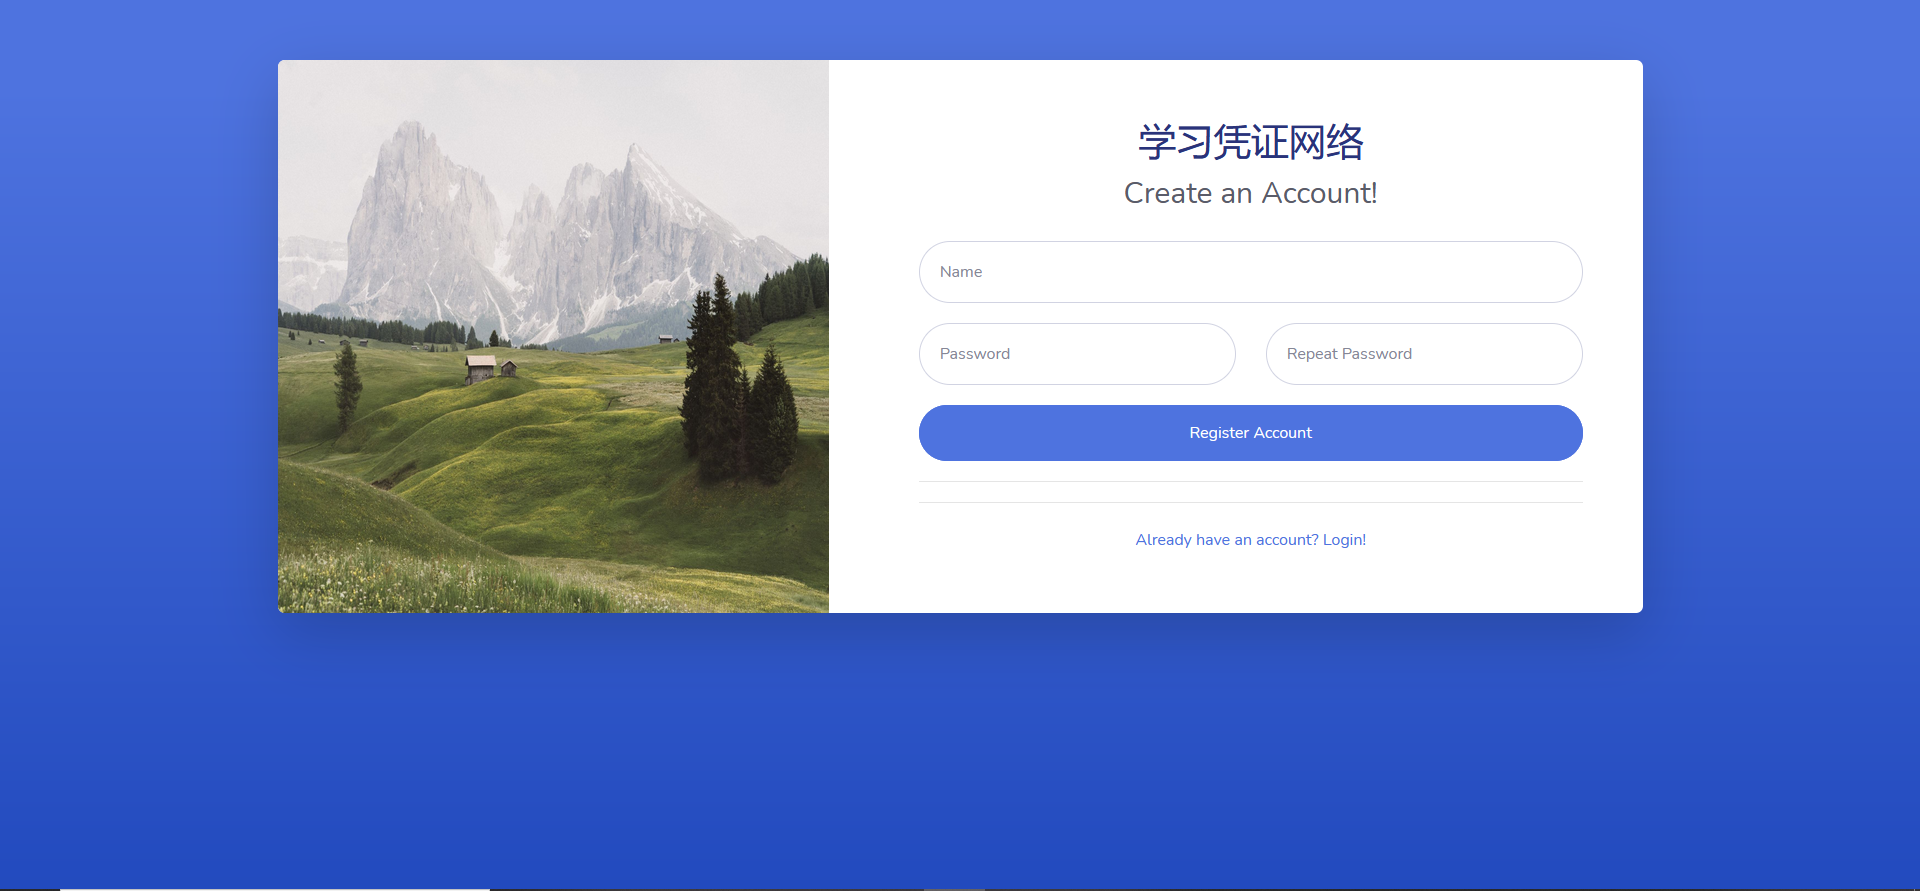 学习凭证网络
Create an Account!
Name
Password Repeat Password
Register Account
Already have an account? Login!